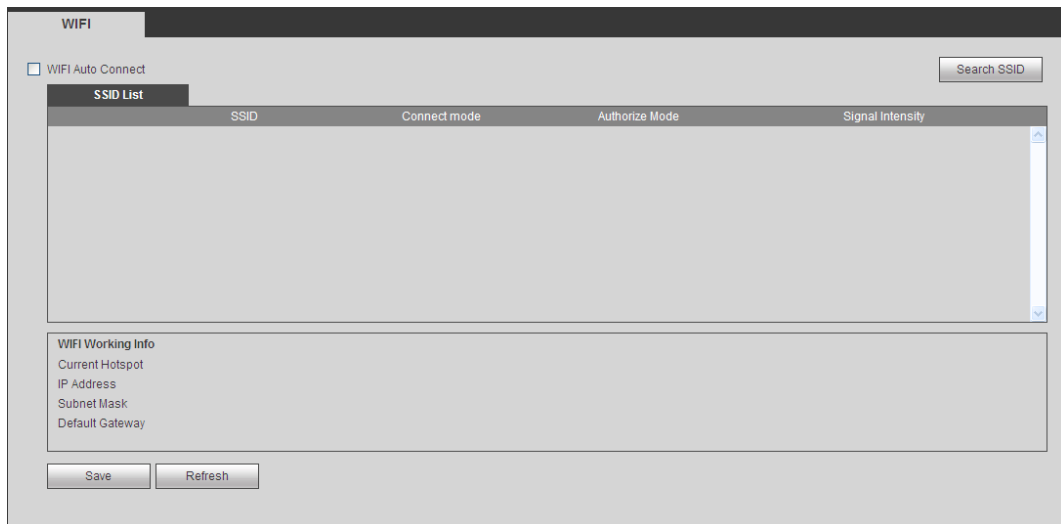 WIFI
WIFI Auto Connect Search SSID
SSID List
SSID Connect mode Authorize Mode Signal Intensity
WIFI Working Info
Current Hotspot
IP Address
Subnet Mask
Default Gateway
Save Refresh